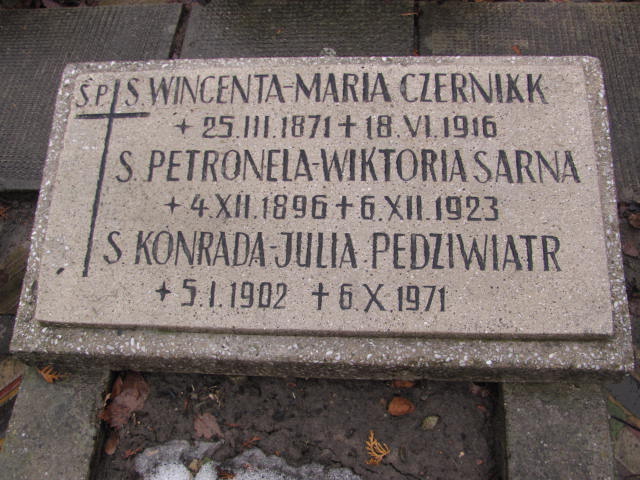 Ś.P. S. WINCENTA-MARIA CZERNIKK
+ 25.III.1871 + 18.VI.1916
S. PETRONELA-WIKTORIA SARNA
+ 4.XII.1896 + 6.XII.1923
S KONRADA-JULIA PEDZIWIATR
+ 5.I.1902 + 6.X.1971